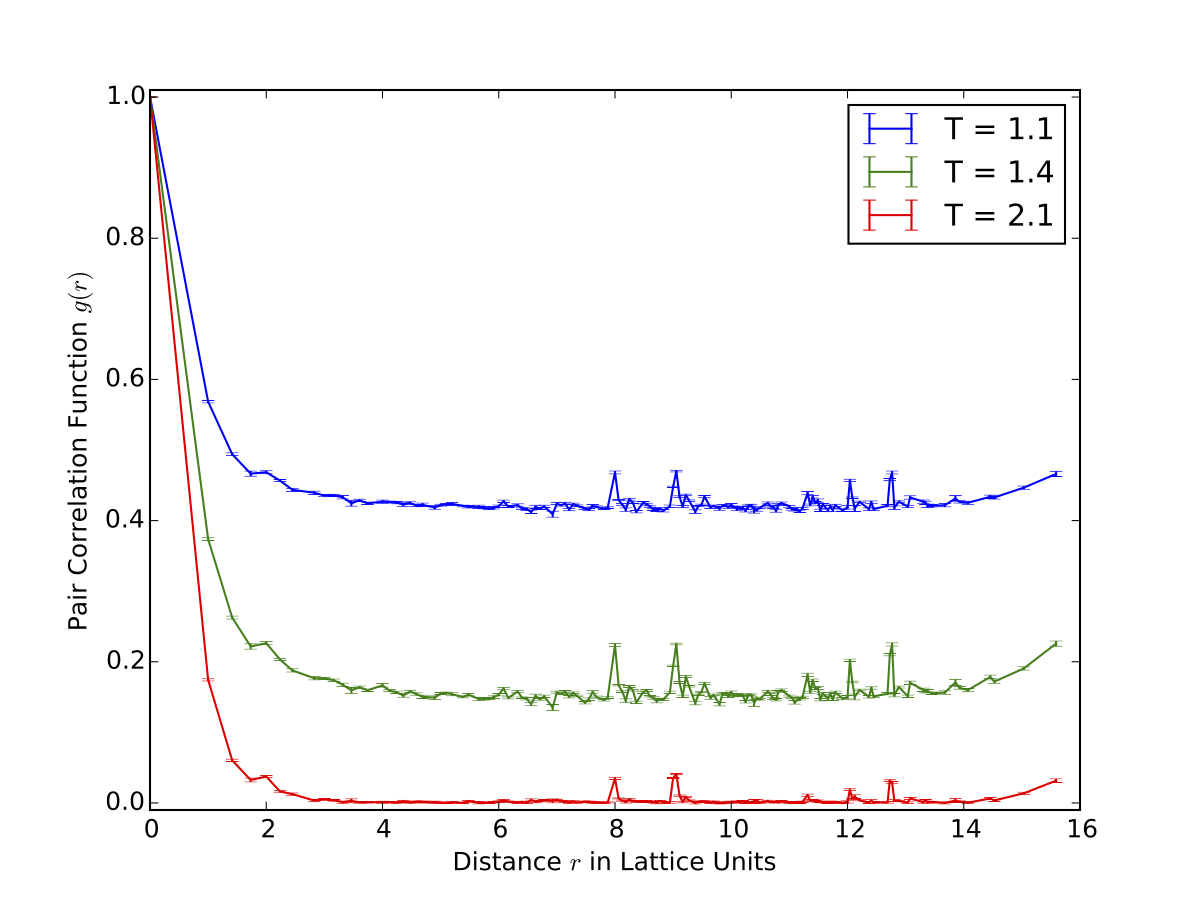 T = 1.1
T = 1.4
T = 2.1
1.0
0.8
0.6
0.4
0.2
0.0
Pair Correlation Function g(r)
0 2 4 6 8 10 12 14 16
Distance r in Lattice Units